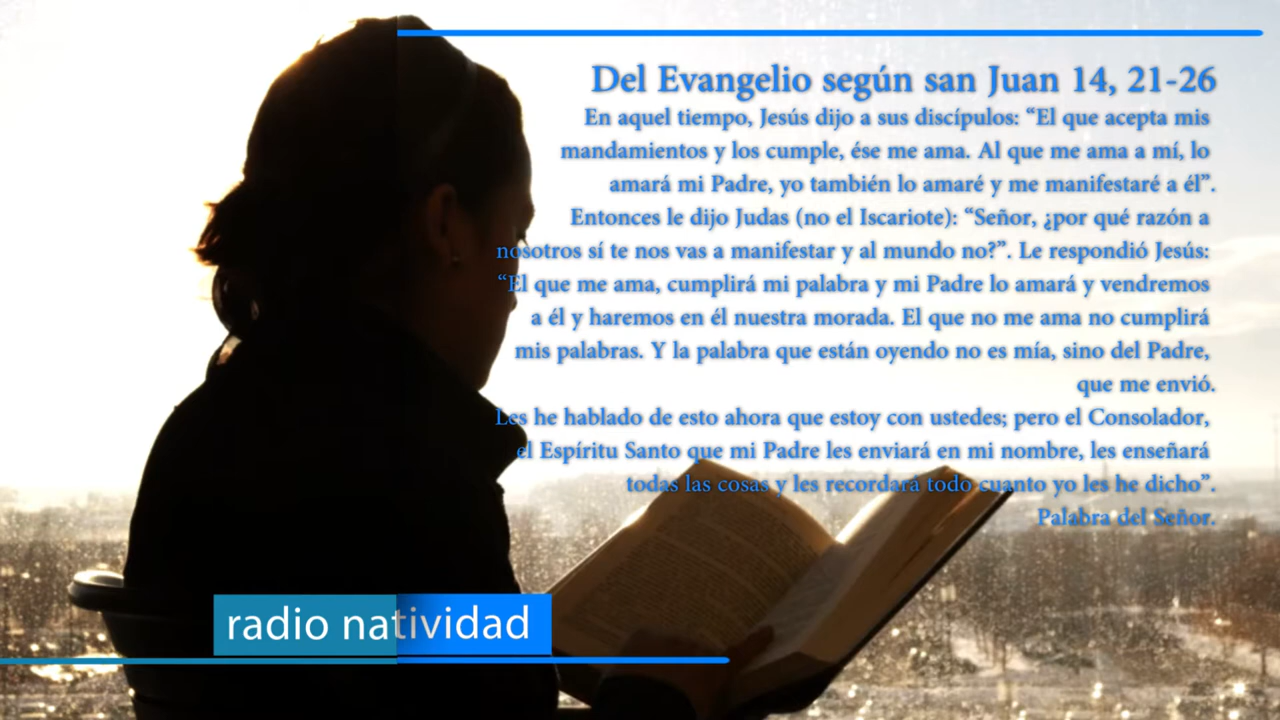 Del Evangelio según san Juan 14, 21-26
En aquel tiempo, Jesús dijo a sus discípulos: “El que acepta mis
mandamientos y los cumple, ése me ama. Al que me ama a mí, lo
amará mi Padre, yo también lo amaré y me manifestaré a él”.
Entonces le dijo Judas (no el Iscariote): “Señor, ¿por qué razón a
nosotros sí te nos vas a manifestar y al mundo no?”. Le respondió Jesús:
“El que me ama, cumplirá mi palabra y mi Padre lo amará y vendremos
a él y haremos en él nuestra morada. El que no me ama no cumplirá
mis palabras. Y la palabra que están oyendo no es mía, sino del Padre,
que me envió.
Les he hablado de esto ahora que estoy con ustedes; pero el Consolador,
el Espíritu Santo que mi Padre les enviará en mi nombre, les enseñará
todas las cosas y les recordará todo cuanto yo les he dicho”.
Palabra del Señor.
radio natividad